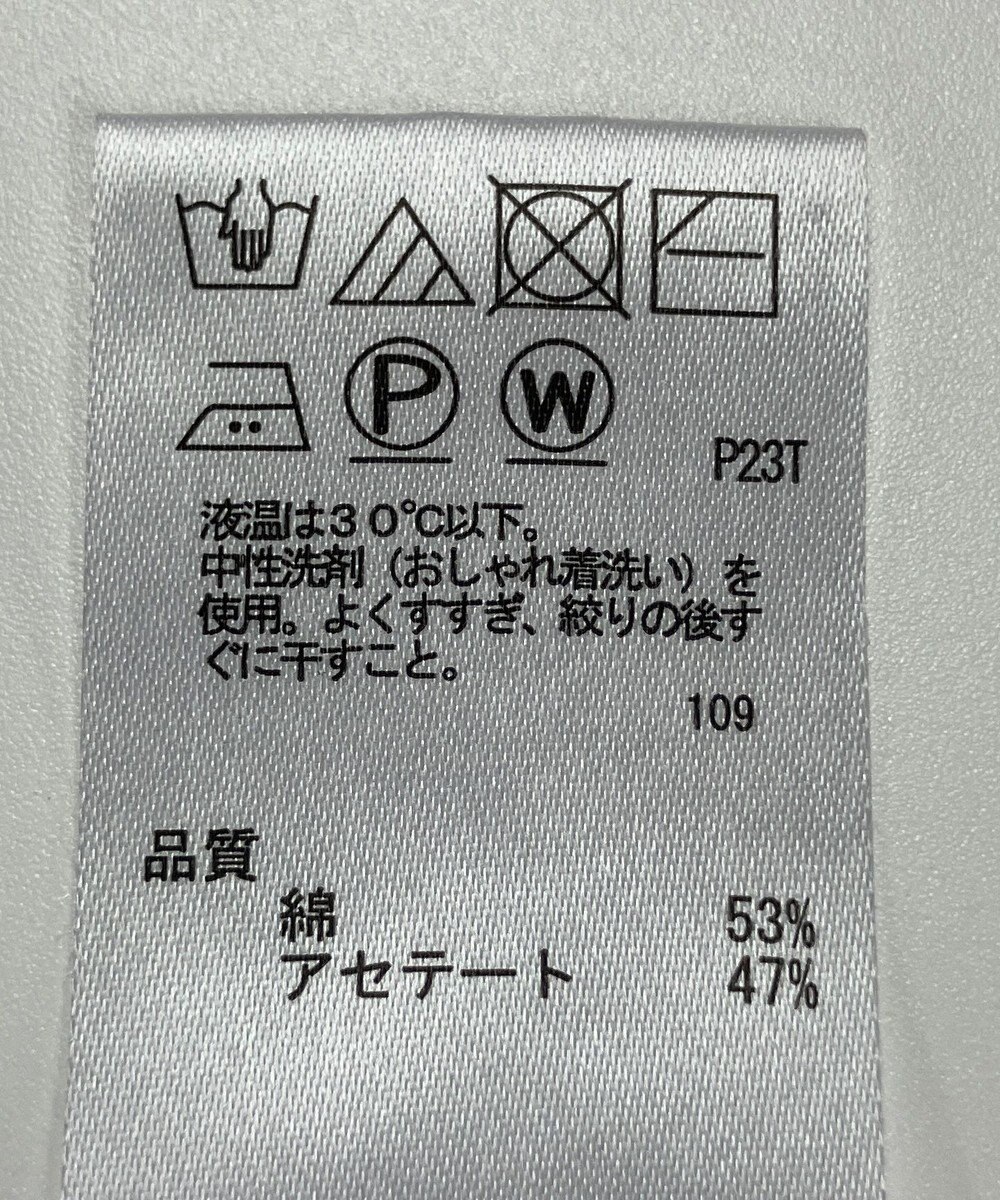 P
W
P23T
液温は30℃以下。
中性洗剤(おしゃれ着洗い)を
使用。よくすすぎ、絞りの後す
ぐに干すこと。
109
品質
綿 53%
アセテート 47%